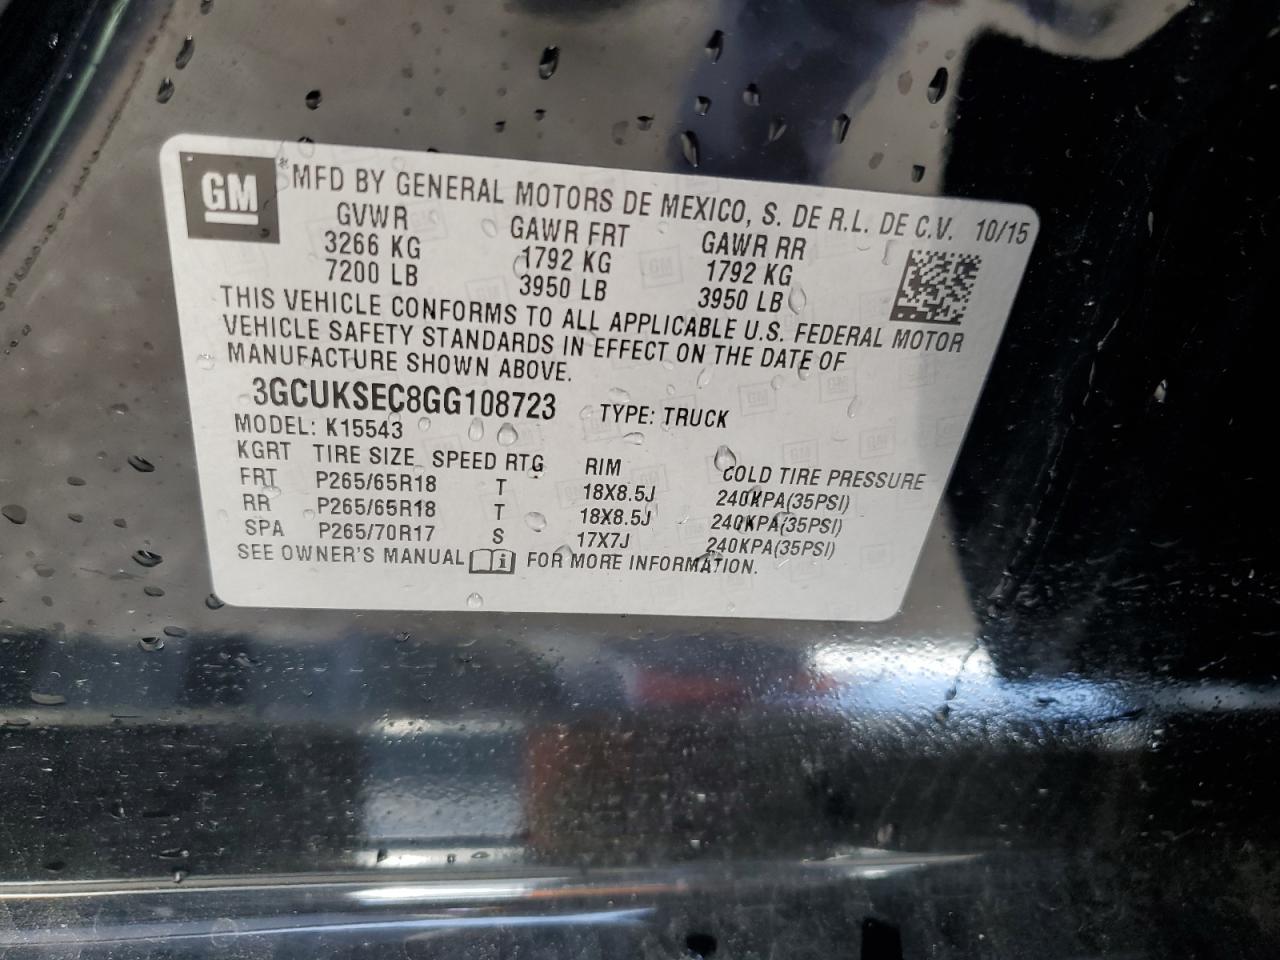 GM
MFD BY GENERAL MOTORS DE MEXICO, S. DE R.L. DE C.V. 10/15
GVWR GAWR FRT GAWR RR
3266 KG 1792 KG 1792 KG
7200 LB 3950 LB 3950 LB
THIS VEHICLE CONFORMS TO ALL APPLICABLE U.S. FEDERAL MOTOR
VEHICLE SAFETY STANDARDS IN EFFECT ON THE DATE OF
MANUFACTURE SHOWN ABOVE.
3GCUKSEC8GG108723 TYPE: TRUCK
MODEL: K15543
KGRT TIRE SIZE SPEED RTG RIM COLD TIRE PRESSURE
FRT P265/65R18 T 18X8.5J 240KPA(35PSI)
RR P265/65R18 T 18X8.5J 240KPA(35PSI)
SPA P265/70R17 S 17X7J 240KPA(35PSI)
SEE OWNER'S MANUAL i FOR MORE INFORMATION.